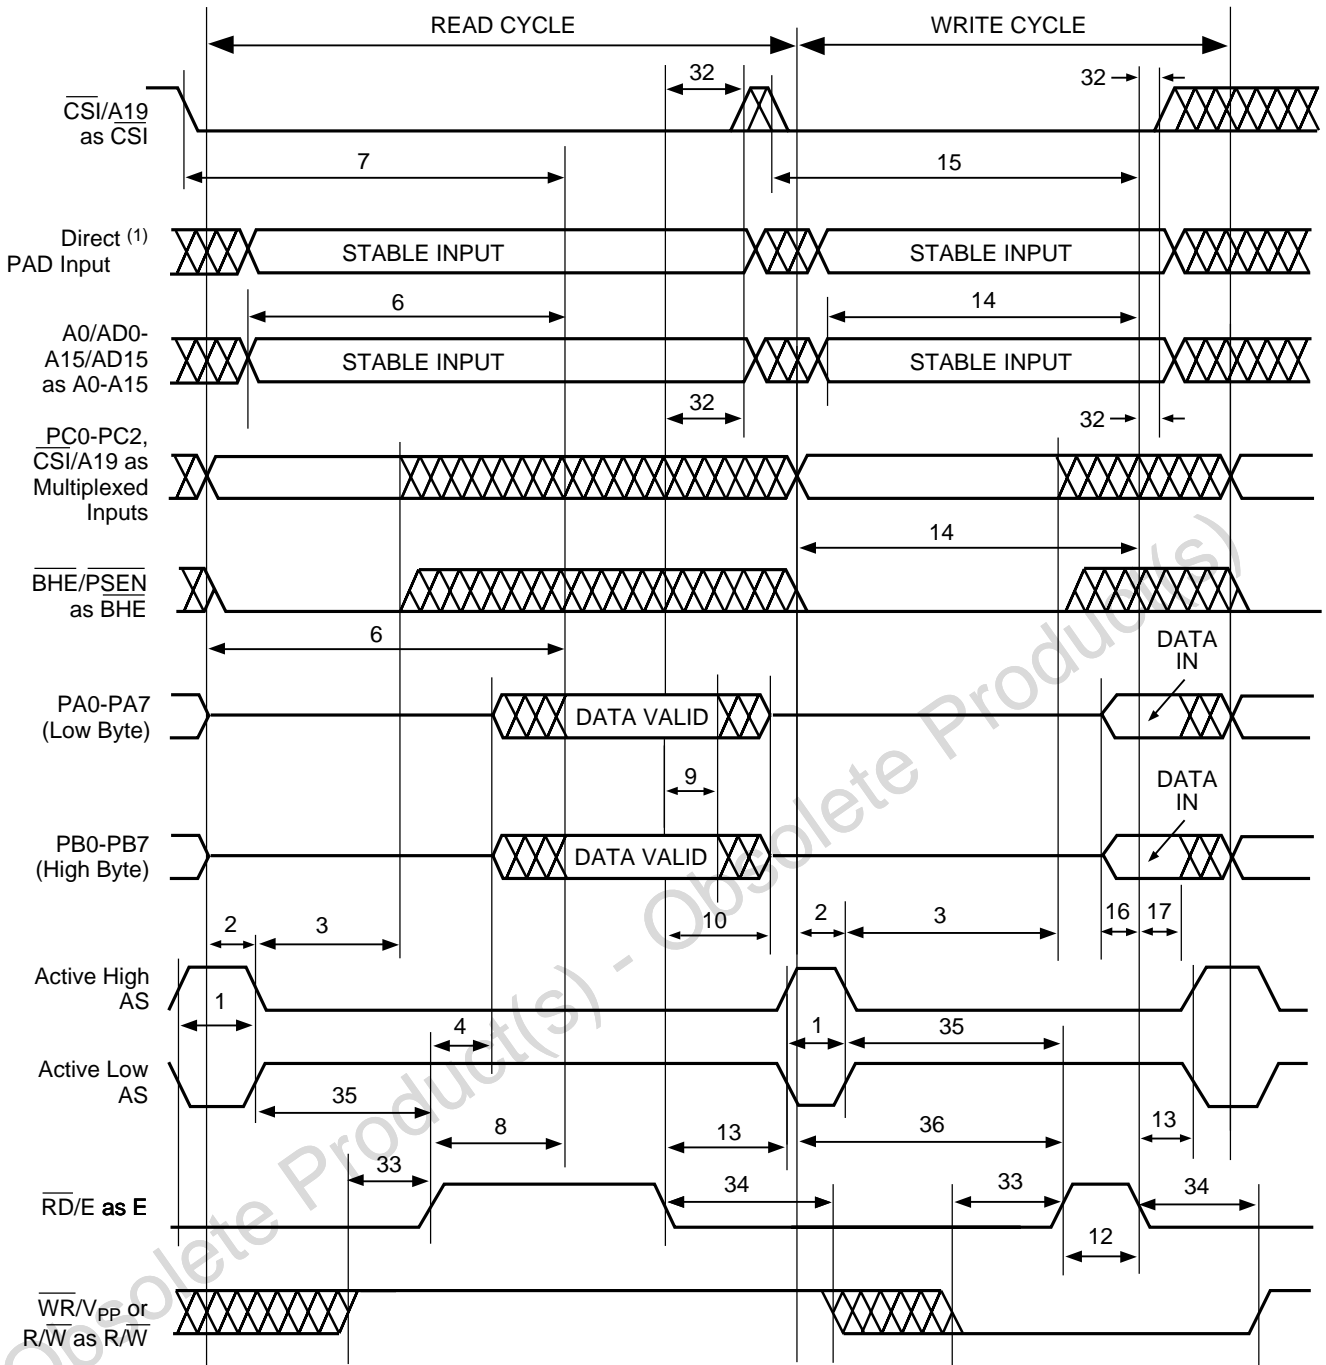 READ CYCLE
WRITE CYCLE
32
32
CSI/A19
as CSI
7
15
Direct (1)
PAD Input
STABLE INPUT
STABLE INPUT
6
14
A0/AD0-
A15/AD15
as A0-A15
STABLE INPUT
STABLE INPUT
32
32
PC0-PC2,
CSI/A19 as
Multiplexed
Inputs
14
BHE/PSEN
as BHE
6
DATA
IN
PA0-PA7
(Low Byte)
DATA VALID
9
DATA
IN
PB0-PB7
(High Byte)
DATA VALID
2
3
10
2
3
16
17
Active High
AS
1
4
1
35
Active Low
AS
35
8
13
36
13
33
34
33
34
RD/E as E
12
WR/VPP or
R/W as R/W
Obsolete Product(s) - Obsolete Product(s)